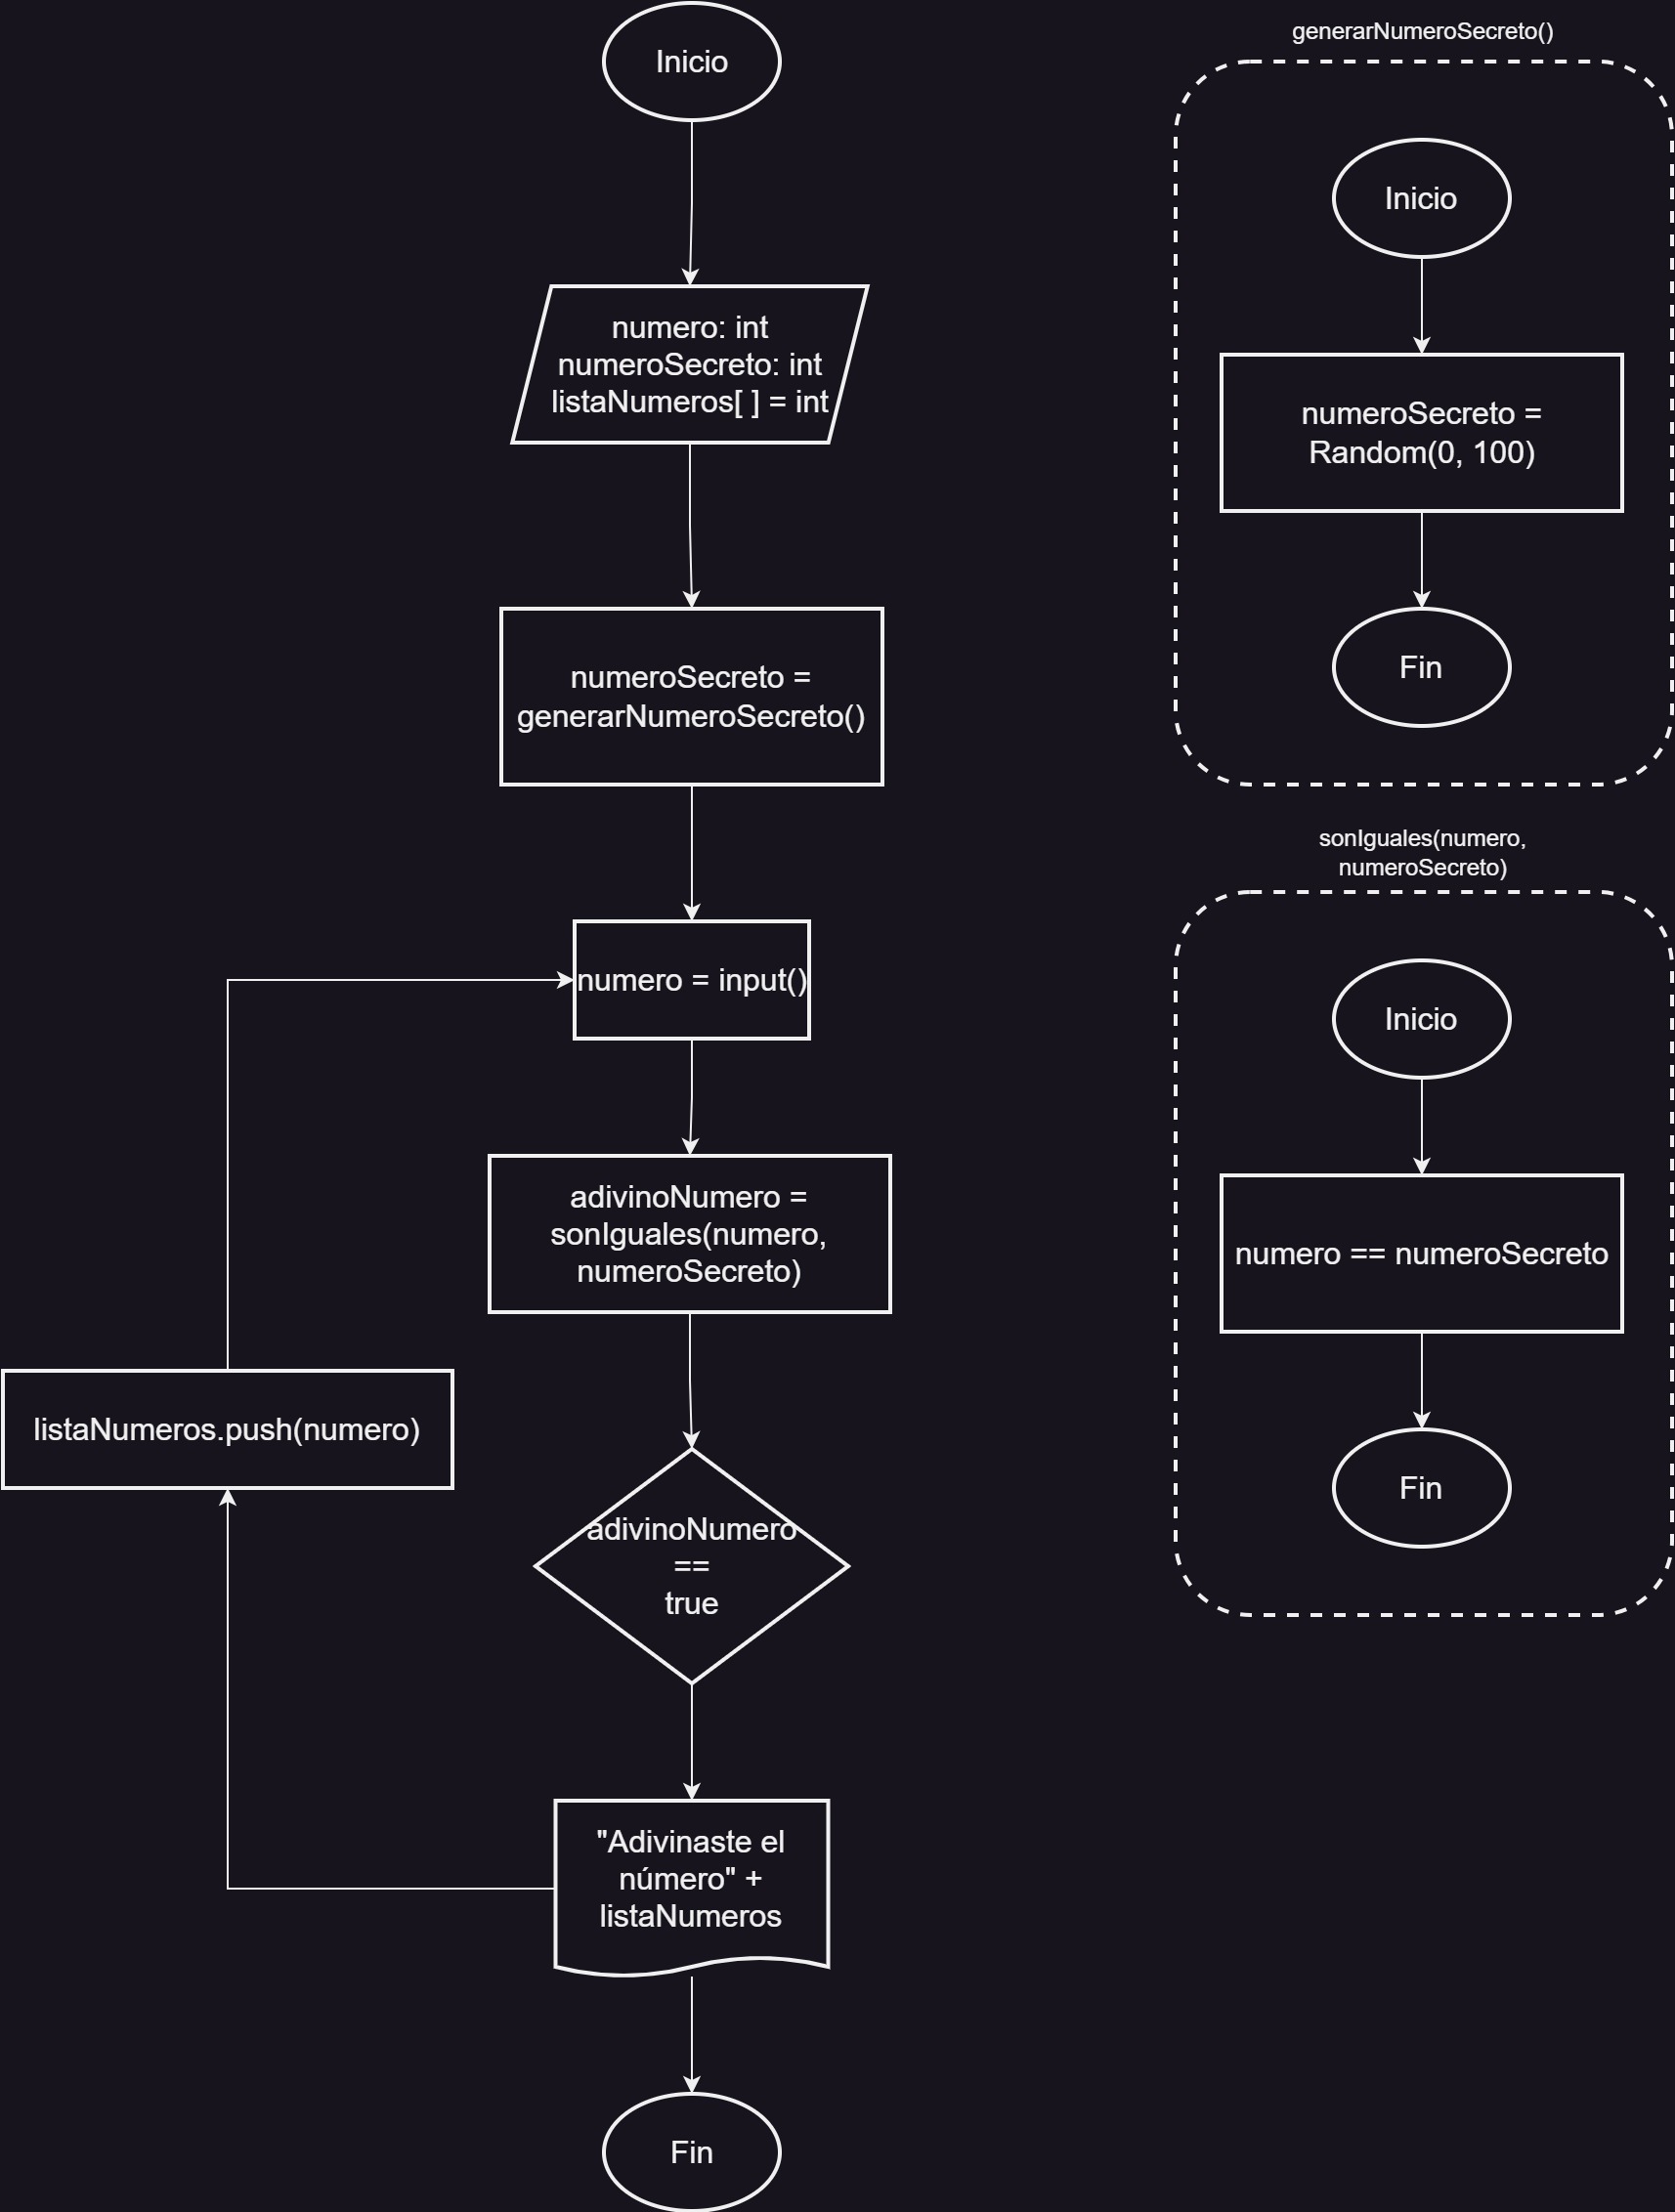 Inicio
numero: int
numeroSecreto: int
listaNumeros[ ] = int
numeroSecreto =
generarNumeroSecreto()
numero = input()
adivinoNumero =
sonIguales(numero,
numeroSecreto)
listaNumeros.push(numero)
adivinoNumero
==
true
"Adivinaste el
número" +
listaNumeros
Fin
generarNumeroSecreto()
Inicio
numeroSecreto =
Random(0, 100)
Fin
sonIguales(numero,
numeroSecreto)
Inicio
numero == numeroSecreto
Fin